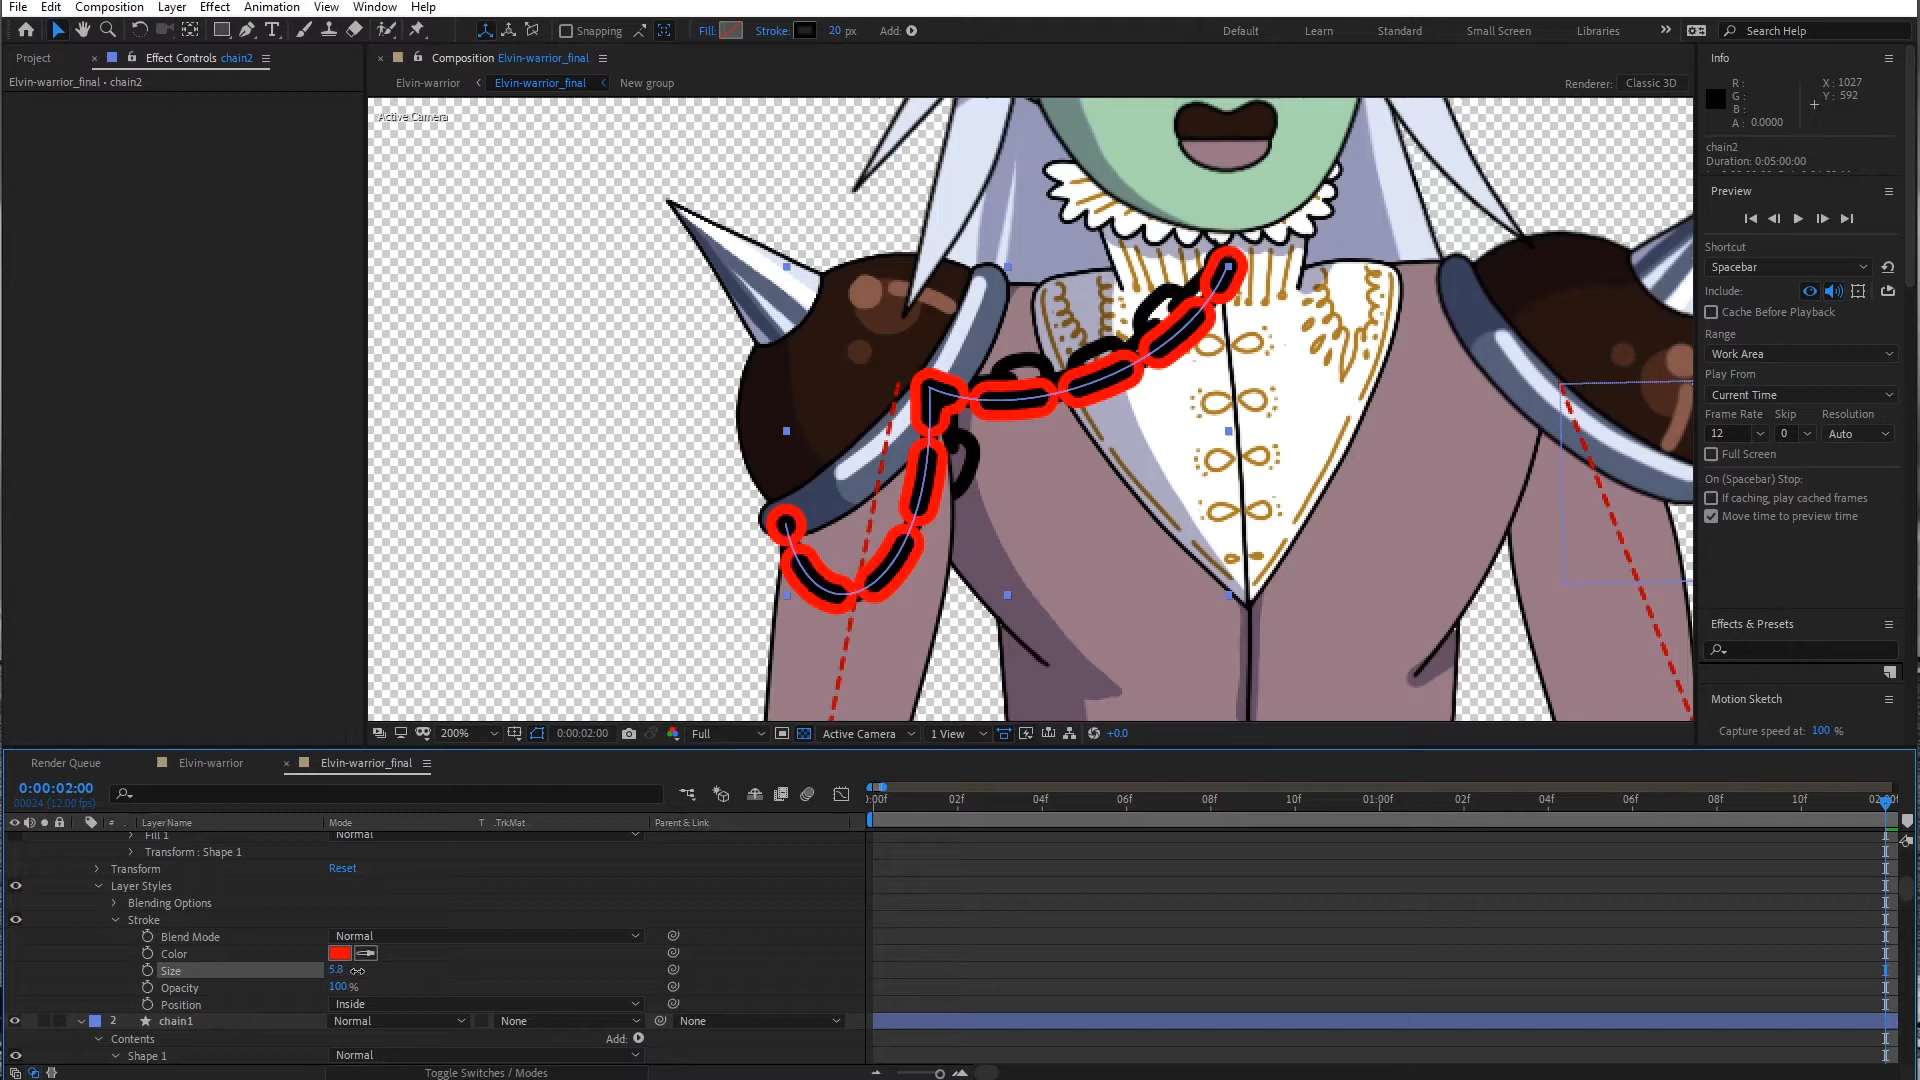 File Edit Composition Layer Effect Animation View Window Help
Snapping Fill: Stroke: 20 px Add: Default Learn Standard Small Screen Libraries » Search Help
Project × Effect Controls chain2
Elvin-warrior_final • chain2
× Composition Elvin-warrior_final
Elvin-warrior Elvin-warrior_final New group
Renderer: Classic 3D
Active Camera
Info
R : X : 1027
G : Y : 592
B :
A : 0.0000
chain2
Duration: 0:05:00:00
Preview
Shortcut
Spacebar
Include:
Cache Before Playback
Range
Work Area
Play From
Current Time
Frame Rate Skip Resolution
12 0 Auto
Full Screen
On (Spacebar) Stop:
If caching, play cached frames
Move time to preview time
Effects & Presets
Motion Sketch
Capture speed at: 100 %
200% 0:00:02:00 Full Active Camera 1 View +0.0
Render Queue Elvin-warrior × Elvin-warrior_final
0:00:02:00
00024 (12.00 fps)
):00f 02f 04f 06f 08f 10f 01:00f 02f 04f 06f 08f 10f 02:00f
# Layer Name Mode T .TrkMat Parent & Link
Fill 1 Normal
Transform : Shape 1
Transform Reset
Layer Styles
Blending Options
Stroke
Blend Mode Normal
Color
Size 5.8
Opacity 100 %
Position Inside
2 chain1 Normal None None
Contents Add:
Shape 1 Normal
Toggle Switches / Modes